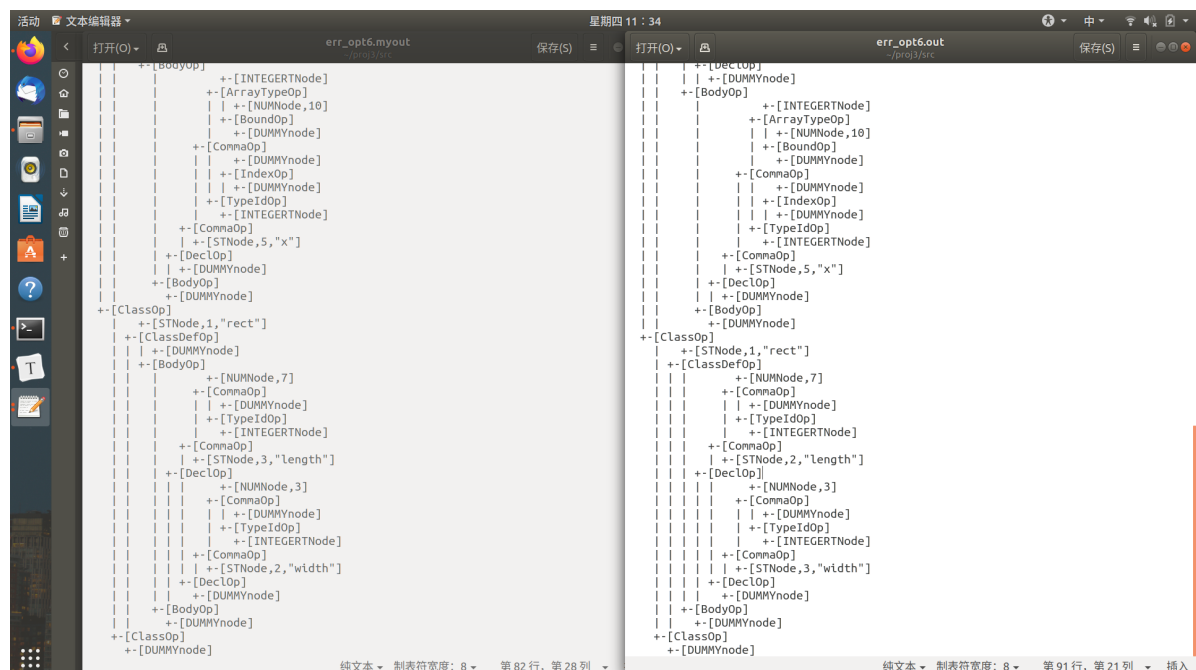 活动 文本编辑器 星期四 11：34 中
打开(O) err_opt6.myout 保存(S)
~/proj3/src
| | +-[BodyOp]
| | | +-[INTEGERTNode]
| | | +-[ArrayTypeOp]
| | | | | +-[NUMNode,10]
| | | | +-[BoundOp]
| | | | +-[DUMMYnode]
| | | +-[CommaOp]
| | | | | +-[DUMMYnode]
| | | | | +-[IndexOp]
| | | | | | +-[DUMMYnode]
| | | | +-[TypeIdOp]
| | | | +-[INTEGERTNode]
| | | +-[CommaOp]
| | | | +-[STNode,5,"x"]
| | | +-[DeclOp]
| | | | +-[DUMMYnode]
| | +-[BodyOp]
| | +-[DUMMYnode]
+-[ClassOp]
| +-[STNode,1,"rect"]
| +-[ClassDefOp]
| | | +-[DUMMYnode]
| | +-[BodyOp]
| | | +-[NUMNode,7]
| | | +-[CommaOp]
| | | | | +-[DUMMYnode]
| | | | +-[TypeIdOp]
| | | | +-[INTEGERTNode]
| | | +-[CommaOp]
| | | | +-[STNode,3,"length"]
| | | +-[DeclOp]
| | | | | +-[NUMNode,3]
| | | | | +-[CommaOp]
| | | | | | | +-[DUMMYnode]
| | | | | | +-[TypeIdOp]
| | | | | | +-[INTEGERTNode]
| | | | | +-[CommaOp]
| | | | | | +-[STNode,2,"width"]
| | | | +-[DeclOp]
| | | | +-[DUMMYnode]
| | +-[BodyOp]
| | +-[DUMMYnode]
+-[ClassOp]
+-[DUMMYnode]
纯文本 制表符宽度：8 第 82 行，第 28 列
打开(O) err_opt6.out 保存(S)
~/proj3/src
| | +-[DeclOp]
| | | | +-[DUMMYnode]
| | +-[BodyOp]
| | | +-[INTEGERTNode]
| | | +-[ArrayTypeOp]
| | | | | +-[NUMNode,10]
| | | | +-[BoundOp]
| | | | +-[DUMMYnode]
| | | +-[CommaOp]
| | | | | +-[DUMMYnode]
| | | | | +-[IndexOp]
| | | | | | +-[DUMMYnode]
| | | | +-[TypeIdOp]
| | | | +-[INTEGERTNode]
| | | +-[CommaOp]
| | | | +-[STNode,5,"x"]
| | | +-[DeclOp]
| | | | +-[DUMMYnode]
| | +-[BodyOp]
| | +-[DUMMYnode]
+-[ClassOp]
| +-[STNode,1,"rect"]
| +-[ClassDefOp]
| | | +-[NUMNode,7]
| | | +-[CommaOp]
| | | | | +-[DUMMYnode]
| | | | +-[TypeIdOp]
| | | | +-[INTEGERTNode]
| | | +-[CommaOp]
| | | | +-[STNode,2,"length"]
| | | +-[DeclOp]
| | | | | +-[NUMNode,3]
| | | | | +-[CommaOp]
| | | | | | | +-[DUMMYnode]
| | | | | | +-[TypeIdOp]
| | | | | | +-[INTEGERTNode]
| | | | | +-[CommaOp]
| | | | | | +-[STNode,3,"width"]
| | | | | +-[DeclOp]
| | | | | +-[DUMMYnode]
| | | +-[BodyOp]
| | +-[DUMMYnode]
+-[ClassOp]
+-[DUMMYnode]
纯文本 制表符宽度：8 第 91 行，第 21 列 插入